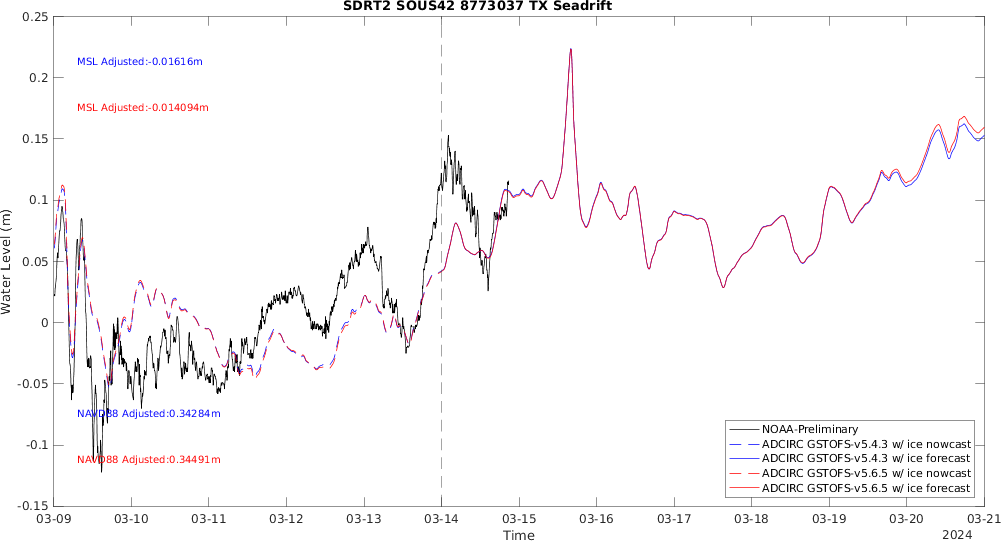 SDRT2 SOUS42 8773037 TX Seadrift
0.25
0.2
0.15
0.1
0.05
0
-0.05
-0.1
-0.15
Water Level (m)
MSL Adjusted:-0.01616m
MSL Adjusted:-0.014094m
NAVD88 Adjusted:0.34284m
NAVD88 Adjusted:0.34491m
NOAA-Preliminary
ADCIRC GSTOFS-v5.4.3 w/ ice nowcast
ADCIRC GSTOFS-v5.4.3 w/ ice forecast
ADCIRC GSTOFS-v5.6.5 w/ ice nowcast
ADCIRC GSTOFS-v5.6.5 w/ ice forecast
03-09 03-10 03-11 03-12 03-13 03-14 03-15 03-16 03-17 03-18 03-19 03-20 03-21
Time
2024